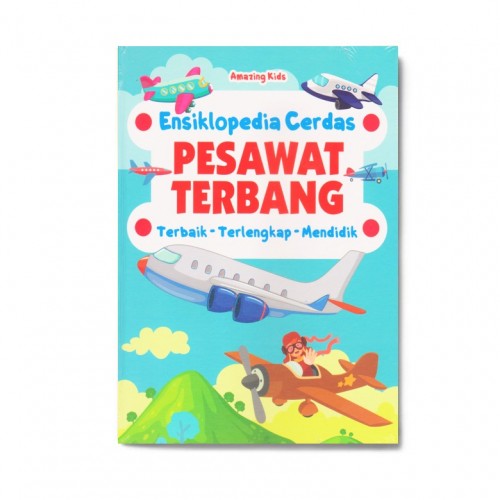 Amazing Kids
Ensiklopedia Cerdas
PESAWAT
TERBANG
Terbaik - Terlengkap - Mendidik